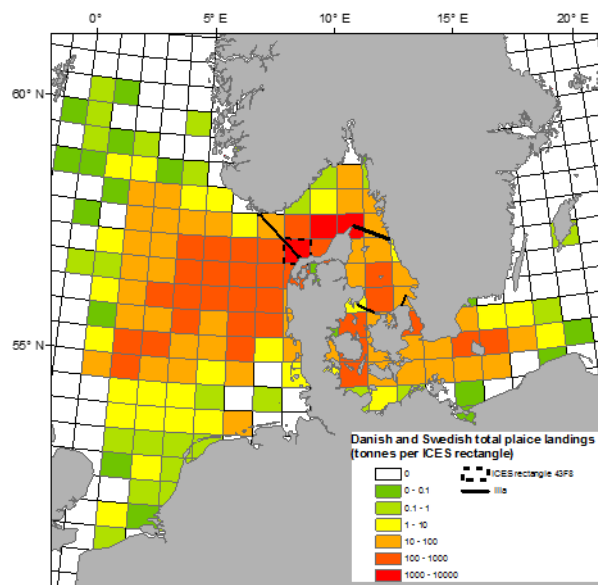 0° 5°E 10°E 15°E 20°E
60° N
55° N
Danish and Swedish total plaice landings
(tonnes per ICES rectangle)
0 ICES rectangle 43F8
0 - 0.1 IIIa
0.1 - 1
1 - 10
10 - 100
100 - 1000
1000 - 10000